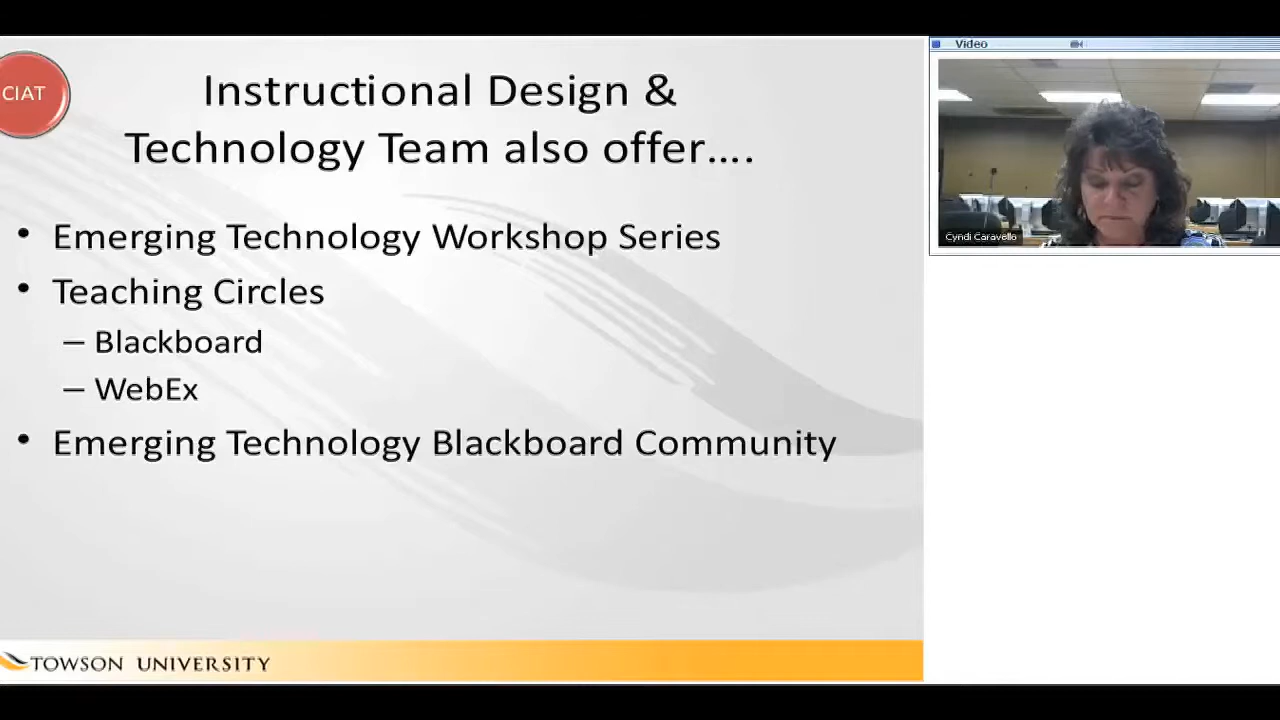 CIAT
Instructional Design &
Technology Team also offer….
• Emerging Technology Workshop Series
• Teaching Circles
– Blackboard
– WebEx
• Emerging Technology Blackboard Community
TOWSON UNIVERSITY
Video
Cyndi Caravello